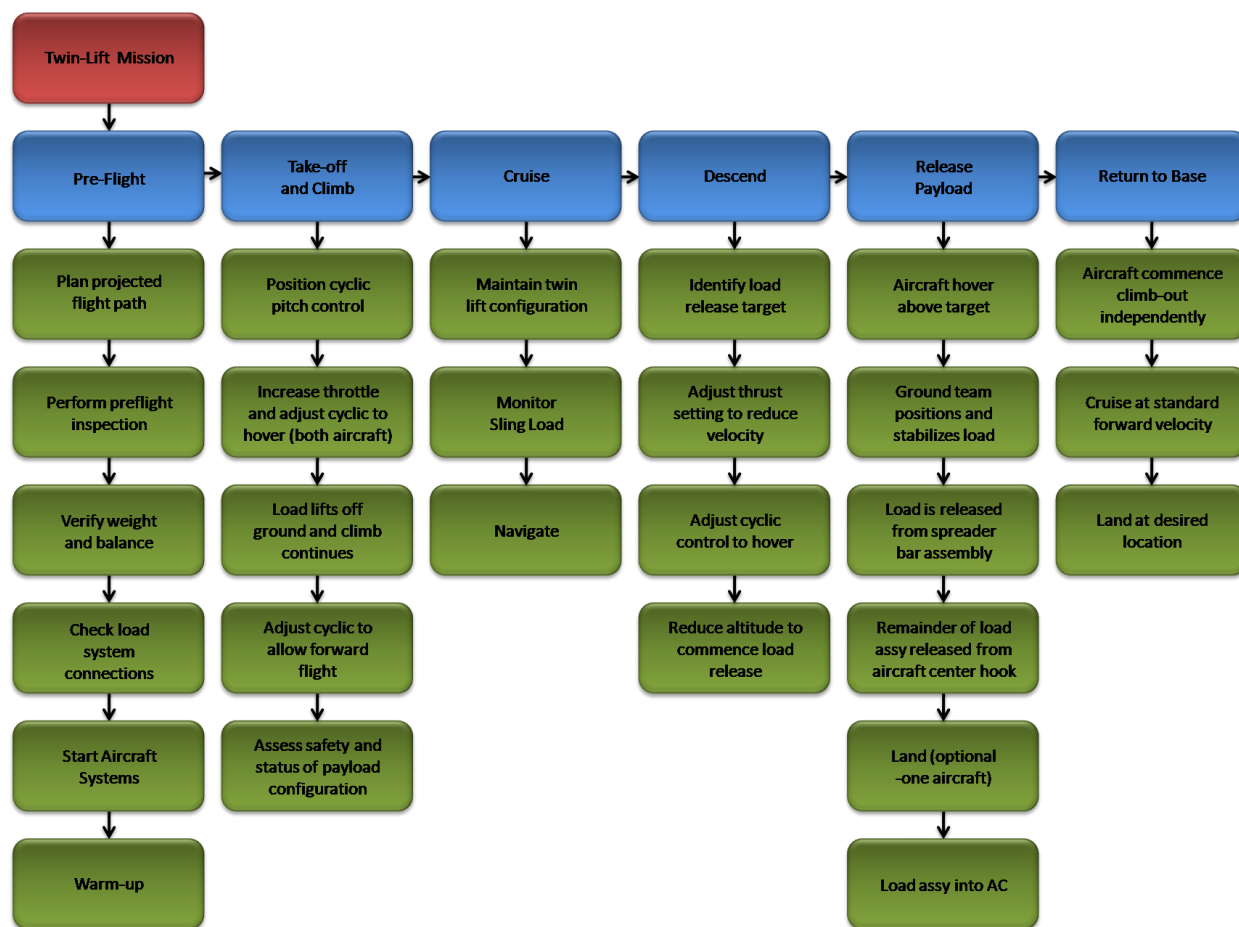 Twin-Lift Mission
Pre-Flight
Take-off
and Climb
Cruise
Descend
Release
Payload
Return to Base
Plan projected
flight path
Perform preflight
inspection
Verify weight
and balance
Check load
system
connections
Start Aircraft
Systems
Warm-up
Position cyclic
pitch control
Increase throttle
and adjust cyclic to
hover (both aircraft)
Load lifts off
ground and climb
continues
Adjust cyclic to
allow forward
flight
Assess safety and
status of payload
configuration
Maintain twin
lift configuration
Monitor
Sling Load
Navigate
Identify load
release target
Adjust thrust
setting to reduce
velocity
Adjust cyclic
control to hover
Reduce altitude to
commence load
release
Aircraft hover
above target
Ground team
positions and
stabilizes load
Load is released
from spreader
bar assembly
Remainder of load
assy released from
aircraft center hook
Land (optional
-one aircraft)
Load assy into AC
Aircraft commence
climb-out
independently
Cruise at standard
forward velocity
Land at desired
location